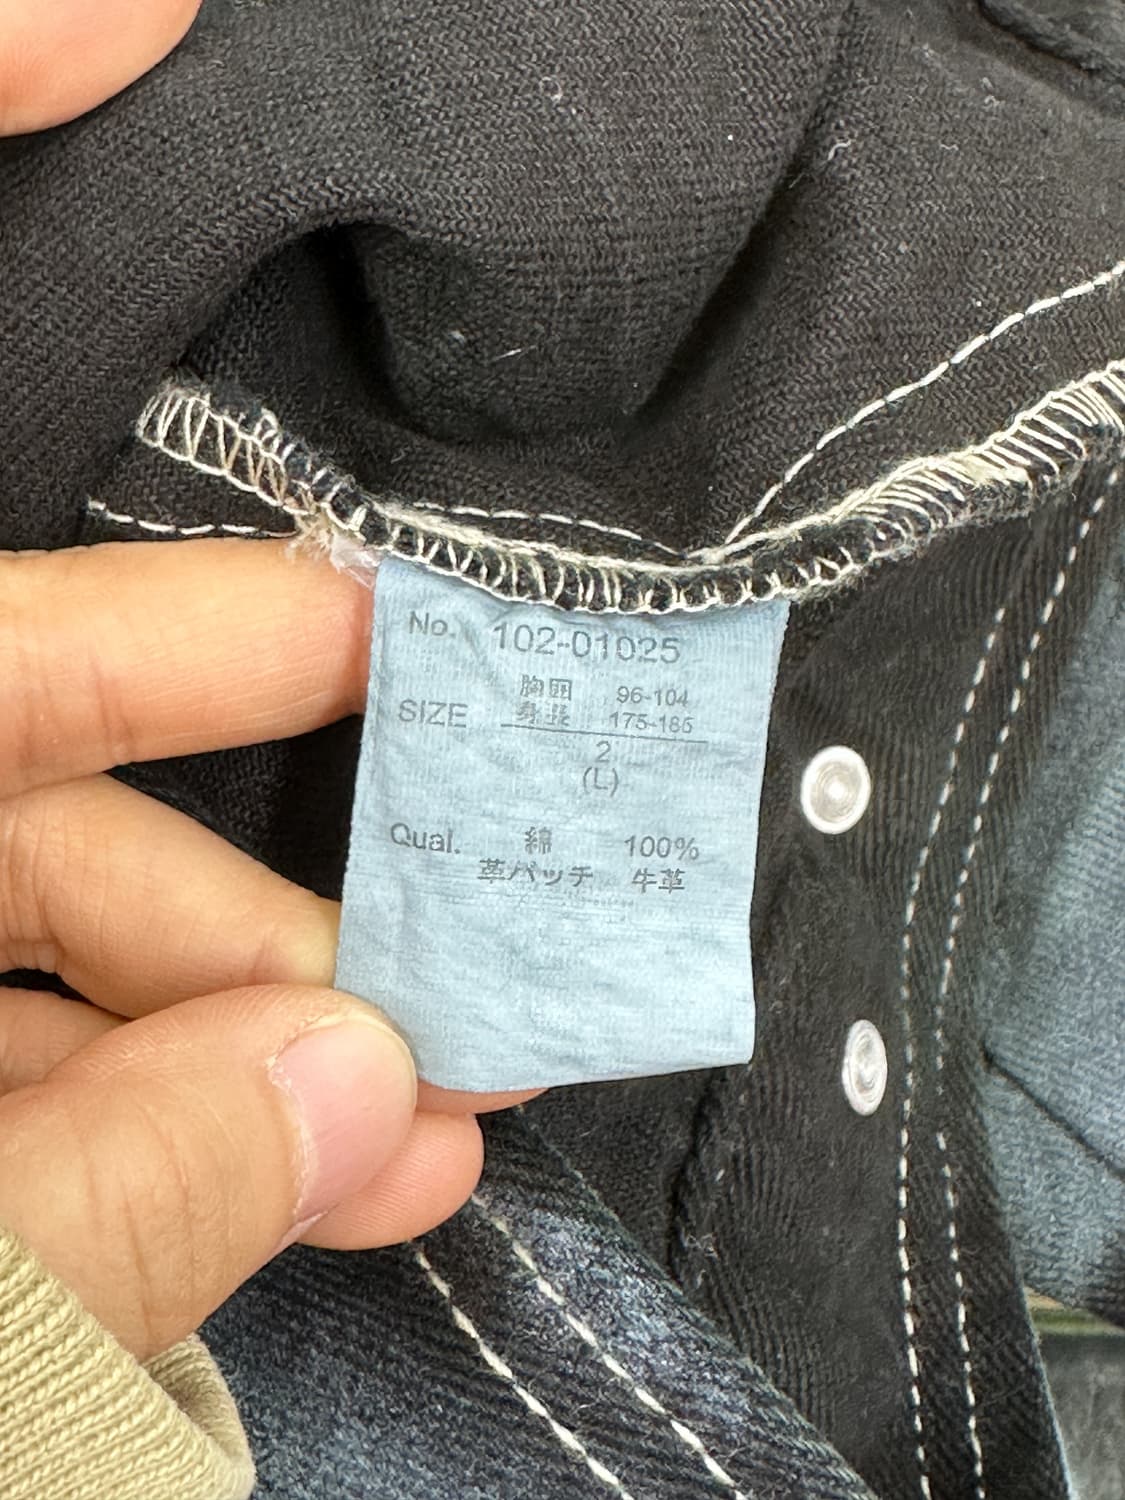 No. 102-01025
胸囲 96-104
SIZE 身長 175-185
2
(L)
Qual. 綿 100%
革パッチ 牛革